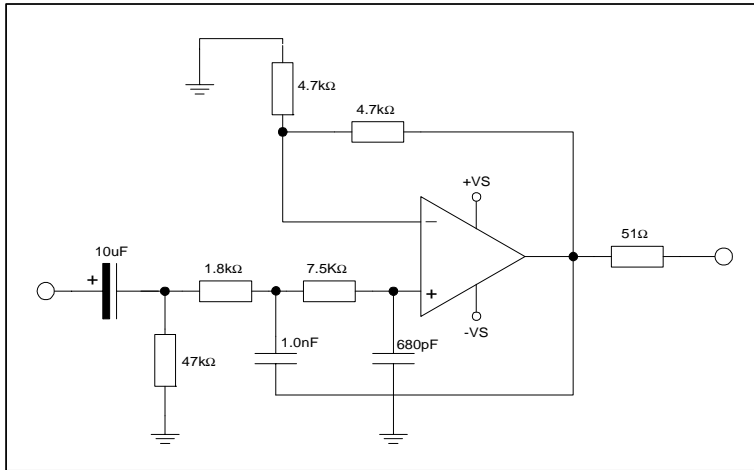 4.7kΩ
4.7kΩ
+VS
−
51Ω
10uF
+
1.8kΩ
7.5KΩ
+
-VS
1.0nF
680pF
47kΩ